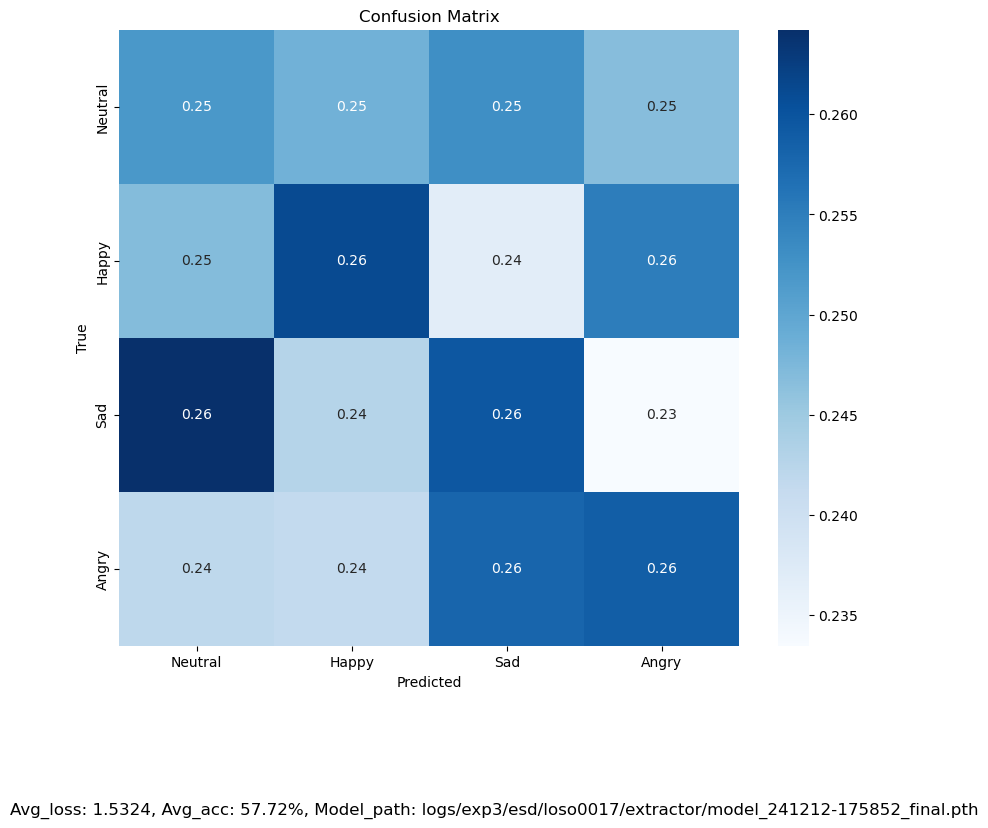 Confusion Matrix
Neutral 0.25 0.25 0.25 0.25
Happy 0.25 0.26 0.24 0.26
Sad 0.26 0.24 0.26 0.23
Angry 0.24 0.24 0.26 0.26
True
Neutral Happy Sad Angry
Predicted
0.260
0.255
0.250
0.245
0.240
0.235
Avg_loss: 1.5324, Avg_acc: 57.72%, Model_path: logs/exp3/esd/loso0017/extractor/model_241212-175852_final.pth